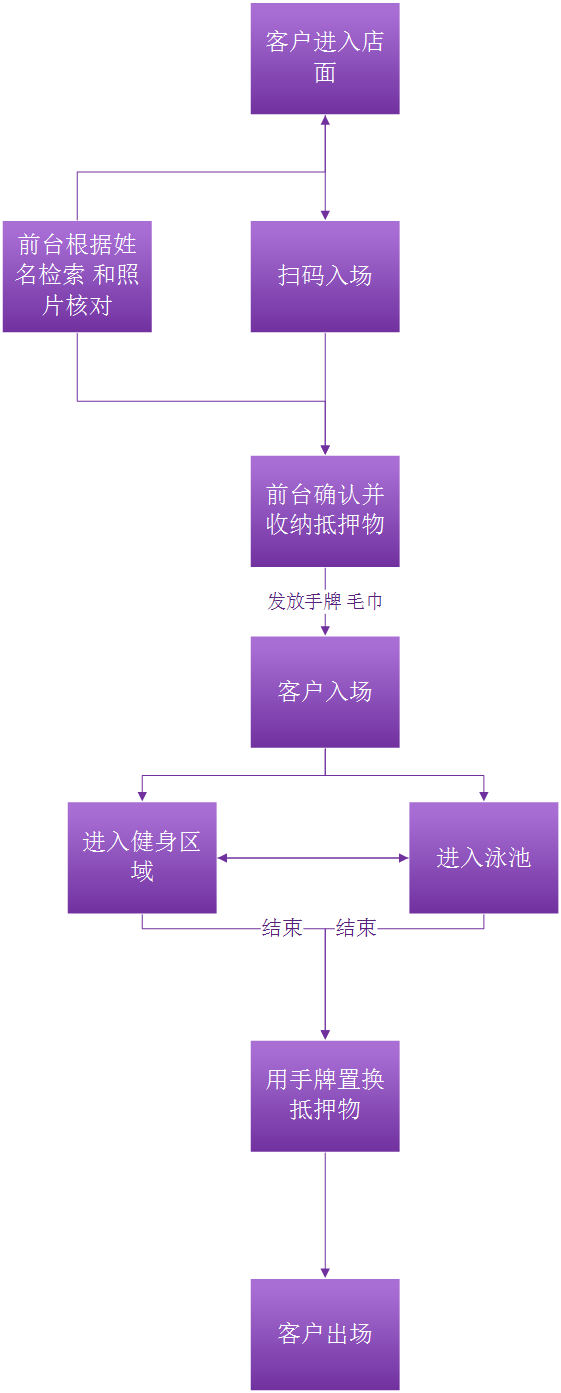 客户进入店
面
前台根据姓
名检索 和照
片核对
扫码入场
前台确认并
收纳抵押物
发放手牌 毛巾
客户入场
进入健身区
域
进入泳池
结束
结束
用手牌置换
抵押物
客户出场